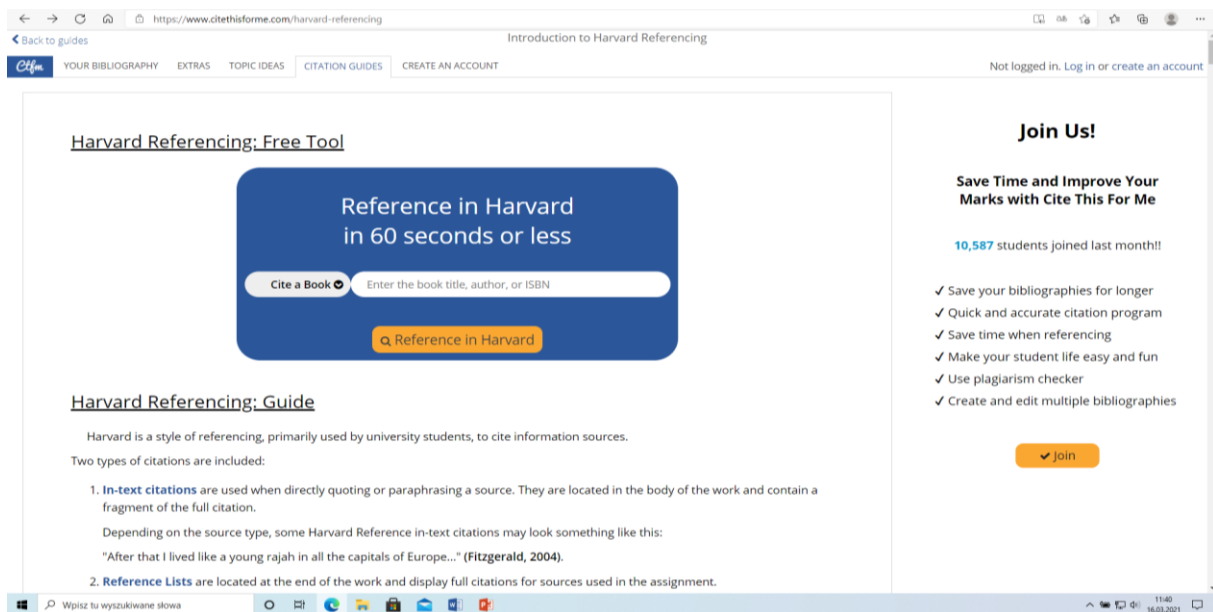 https://www.citethisforme.com/harvard-referencing
Back to guides
Introduction to Harvard Referencing
Ctfm YOUR BIBLIOGRAPHY EXTRAS TOPIC IDEAS CITATION GUIDES CREATE AN ACCOUNT
Not logged in. Log in or create an account
Harvard Referencing: Free Tool
Reference in Harvard
in 60 seconds or less
Cite a Book Enter the book title, author, or ISBN
Reference in Harvard
Harvard Referencing: Guide
Harvard is a style of referencing, primarily used by university students, to cite information sources.
Two types of citations are included:
1. In-text citations are used when directly quoting or paraphrasing a source. They are located in the body of the work and contain a
fragment of the full citation.
Depending on the source type, some Harvard Reference in-text citations may look something like this:
"After that I lived like a young rajah in all the capitals of Europe..." (Fitzgerald, 2004).
2. Reference Lists are located at the end of the work and display full citations for sources used in the assignment.
Join Us!
Save Time and Improve Your
Marks with Cite This For Me
10,587 students joined last month!!
✓ Save your bibliographies for longer
✓ Quick and accurate citation program
✓ Save time when referencing
✓ Make your student life easy and fun
✓ Use plagiarism checker
✓ Create and edit multiple bibliographies
✓ Join
Wpisz tu wyszukiwane słowa
11:40
16.03.2021